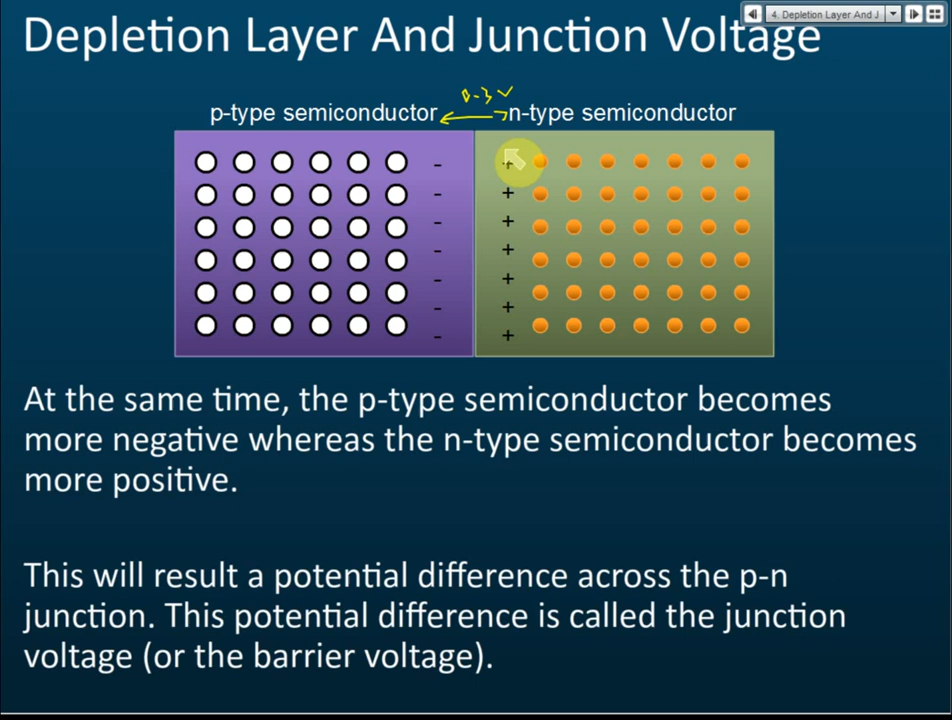 Depletion Layer And Junction Voltage
4. Depletion Layer And J
0-3 V
p-type semiconductor
n-type semiconductor
- +
- +
- +
- +
- +
- +
- +
At the same time, the p-type semiconductor becomes
more negative whereas the n-type semiconductor becomes
more positive.
This will result a potential difference across the p-n
junction. This potential difference is called the junction
voltage (or the barrier voltage).